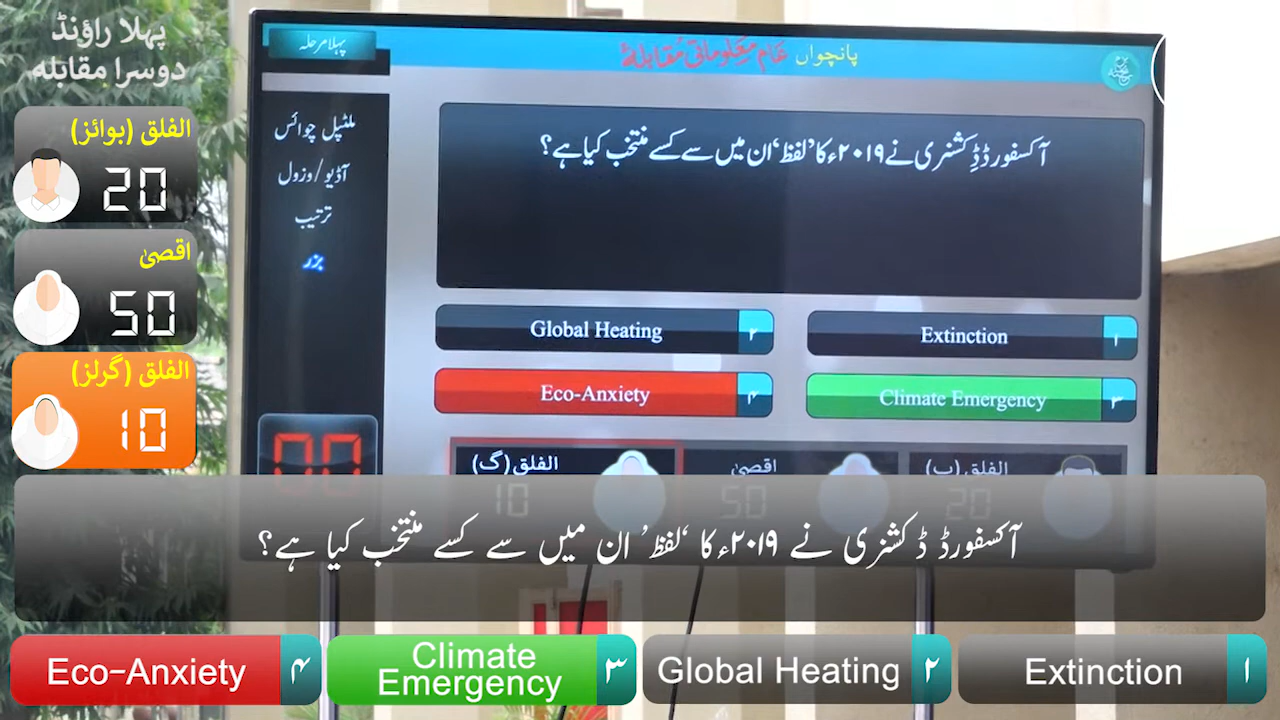 پہلا راؤنڈ
دوسرا مقابلہ
الفلق (بوائز)
20
اقصیٰ
50
الفلق (گرلز)
10
پہلا مرحلہ
پانچواں عام معلوماتی مقابلہ
ملٹپل چوائس
آڈیو/وزول
ترتیب
بزر
آکسفورڈ ڈکشنری نے ۲۰۱۹ء کا ’لفظ‘ ان میں سے کسے منتخب کیا ہے؟
Extinction ۱
Global Heating ۲
Climate Emergency ۳
Eco-Anxiety ۴
00
الفلق (ب)
20
اقصیٰ
50
الفلق (گ)
10
آکسفورڈ ڈکشنری نے ۲۰۱۹ء کا ‘لفظ’ ان میں سے کسے منتخب کیا ہے؟
Extinction ۱
Global Heating ۲
Climate
Emergency ۳
Eco-Anxiety ۴